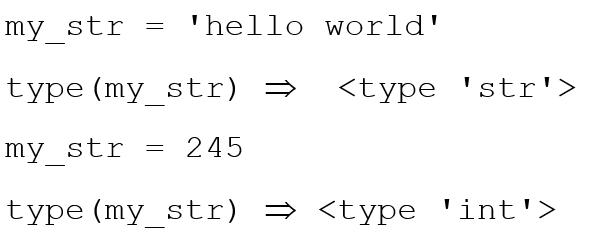 my_str = 'hello world'
type(my_str) ⇒ <type 'str'>
my_str = 245
type(my_str) ⇒ <type 'int'>